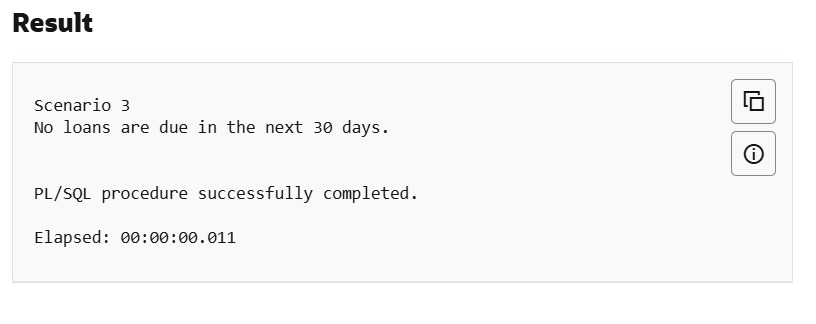 Result
Scenario 3
No loans are due in the next 30 days.
PL/SQL procedure successfully completed.
Elapsed: 00:00:00.011